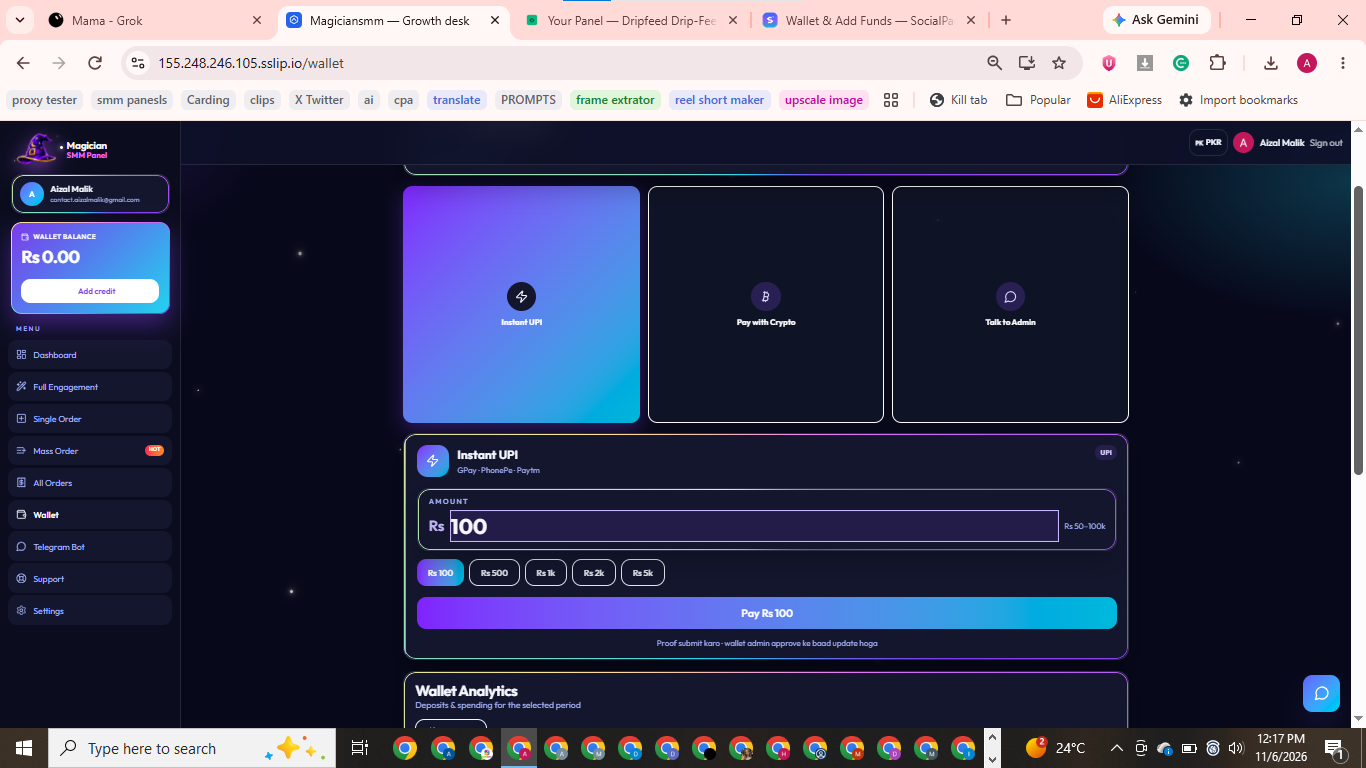 Mama - Grok
Magiciansmm — Growth desk
Your Panel — Dripfeed Drip-Fee
Wallet & Add Funds — SocialPa
Ask Gemini
155.248.246.105.sslip.io/wallet
A
proxy tester
smm panesls
Carding
clips
X Twitter
ai
cpa
translate
PROMPTS
frame extrator
reel short maker
upscale image
Kill tab
Popular
AliExpress
Import bookmarks
Magician
SMM Panel
PK PKR
A
Aizal Malik
Sign out
A
Aizal Malik
contact.aizalmalik@gmail.com
WALLET BALANCE
Rs 0.00
Add credit
MENU
Dashboard
Full Engagement
Single Order
Mass Order
HOT
All Orders
Wallet
Telegram Bot
Support
Settings
Instant UPI
Pay with Crypto
Talk to Admin
Instant UPI
GPay · PhonePe · Paytm
UPI
AMOUNT
Rs 100
Rs 50–100k
Rs 100
Rs 500
Rs 1k
Rs 2k
Rs 5k
Pay Rs 100
Proof submit karo · wallet admin approve ke baad update hoga
Wallet Analytics
Deposits & spending for the selected period
Type here to search
2
24°C
12:17 PM
11/6/2026
1